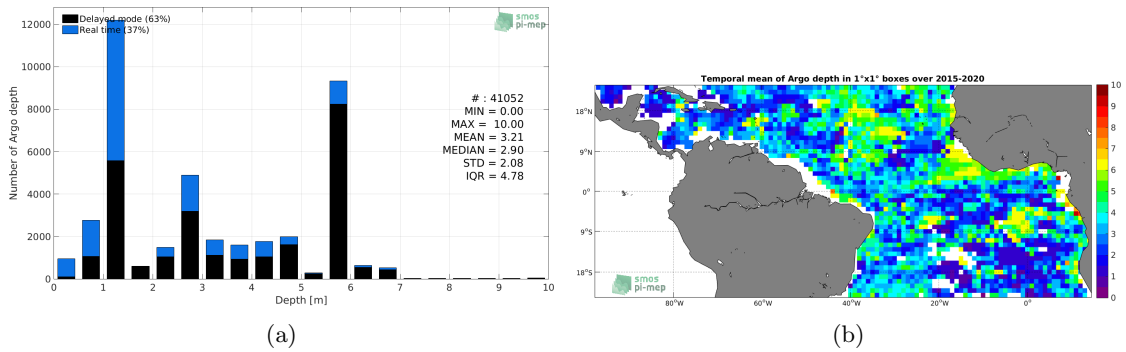 Delayed mode (63%)
Real time (37%)
smos
pi-mep
12000
10000
8000
6000
4000
2000
0
Number of Argo depth
# : 41052
MIN = 0.00
MAX = 10.00
MEAN = 3.21
MEDIAN = 2.90
STD = 2.08
IQR = 4.78
0 1 2 3 4 5 6 7 8 9 10
Depth [m]
(a)
Temporal mean of Argo depth in 1°x1° boxes over 2015-2020
18°N
9°N
0°
9°S
18°S
80°W 60°W 40°W 20°W 0°
smos
pi-mep
10
9
8
7
6
5
4
3
2
1
0
(b)